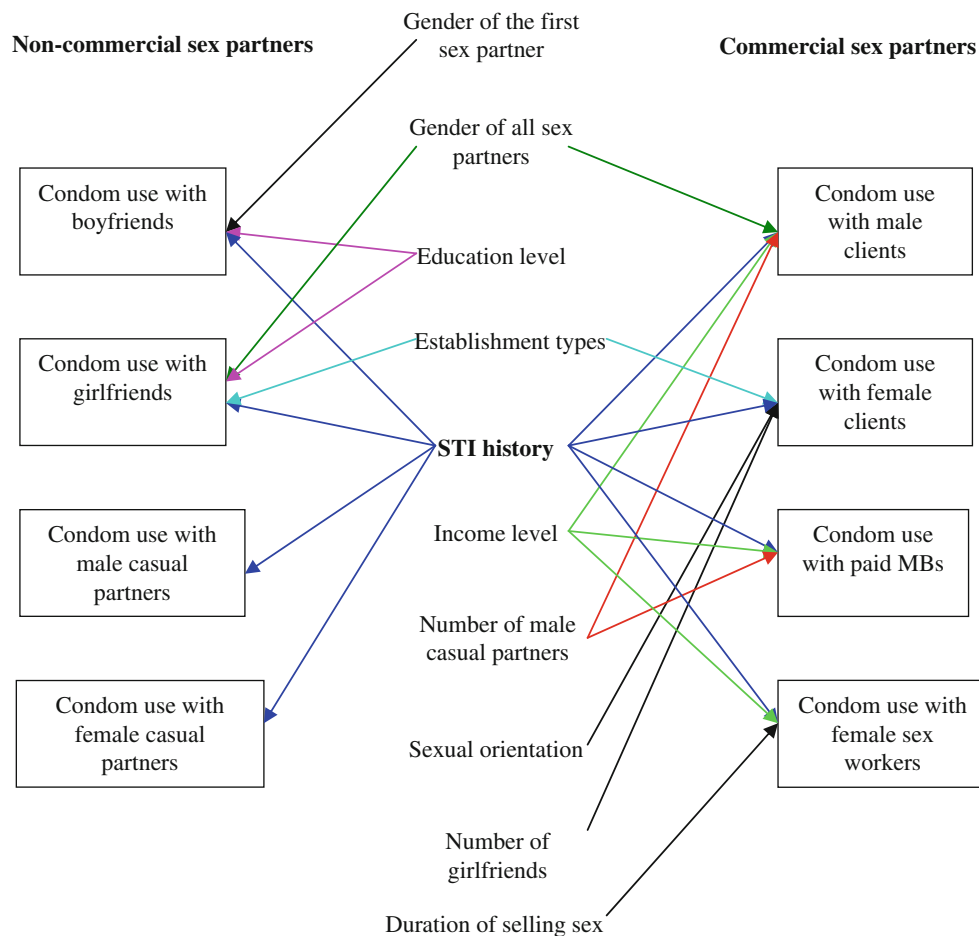 Non-commercial sex partners
Gender of the first
sex partner
Commercial sex partners
Gender of all sex
partners
Condom use with
boyfriends
Condom use
with male
clients
Education level
Establishment types
Condom use with
girlfriends
Condom use
with female
clients
STI history
Condom use with
male casual
partners
Income level
Condom use
with paid MBs
Number of male
casual partners
Condom use with
female casual
partners
Sexual orientation
Condom use with
female sex
workers
Number of
girlfriends
Duration of selling sex